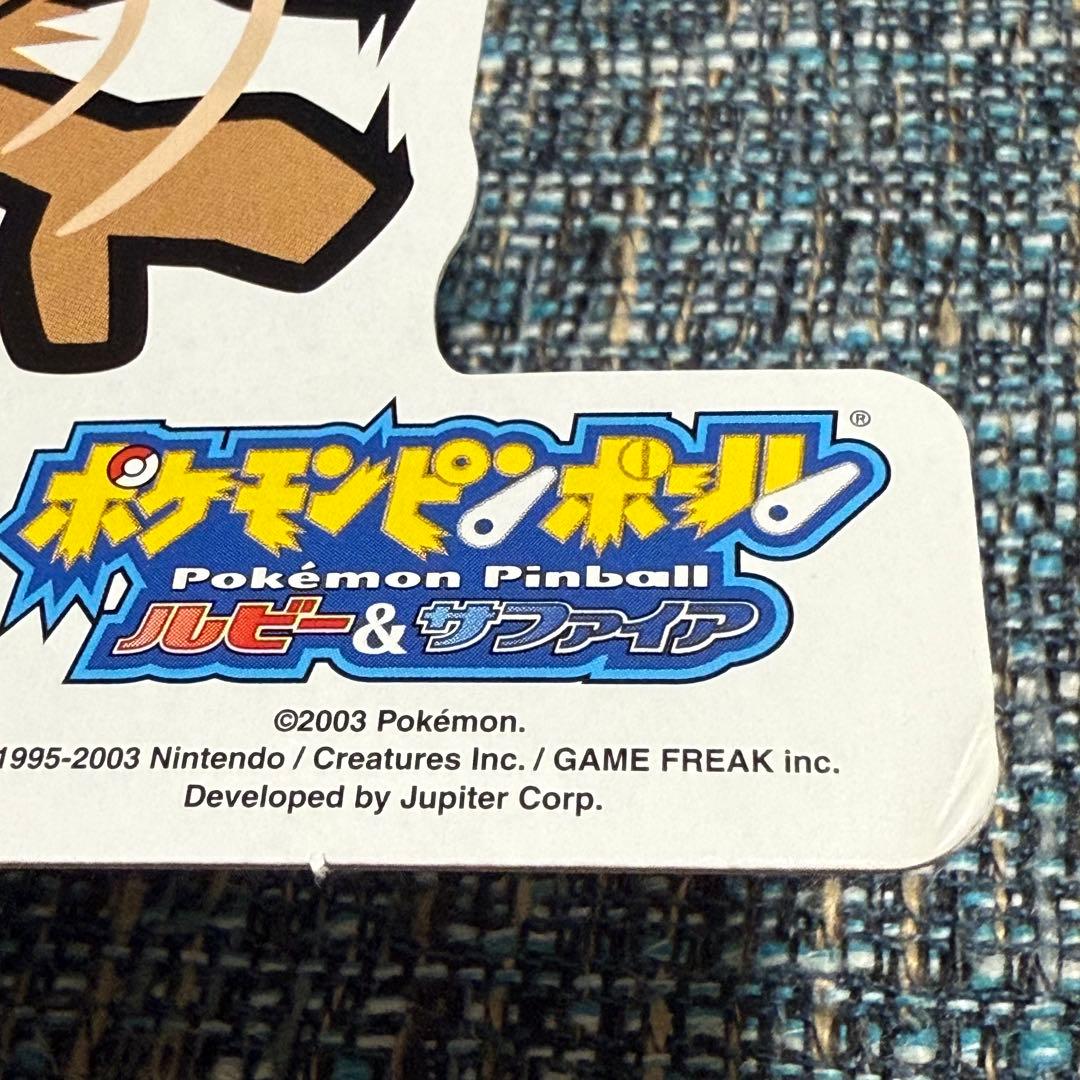 ポケモンピンボール®
Pokémon Pinball
ルビー&サファイア
©2003 Pokémon.
1995-2003 Nintendo / Creatures Inc. / GAME FREAK inc.
Developed by Jupiter Corp.